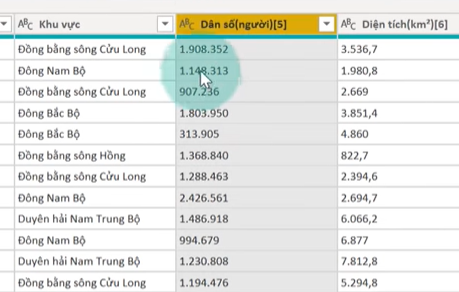 ABC Khu vực ABC Dân số(người)[5] ABC Diện tích(km²)[6]
Đồng bằng sông Cửu Long 1.908.352 3.536,7
Đông Nam Bộ 1.148.313 1.980,8
Đồng bằng sông Cửu Long 907.236 2.669
Đông Bắc Bộ 1.803.950 3.851,4
Đông Bắc Bộ 313.905 4.860
Đồng bằng sông Hồng 1.368.840 822,7
Đồng bằng sông Cửu Long 1.288.463 2.394,6
Đông Nam Bộ 2.426.561 2.694,7
Duyên hải Nam Trung Bộ 1.486.918 6.066,2
Đông Nam Bộ 994.679 6.877
Duyên hải Nam Trung Bộ 1.230.808 7.812,8
Đồng bằng sông Cửu Long 1.194.476 5.294,8